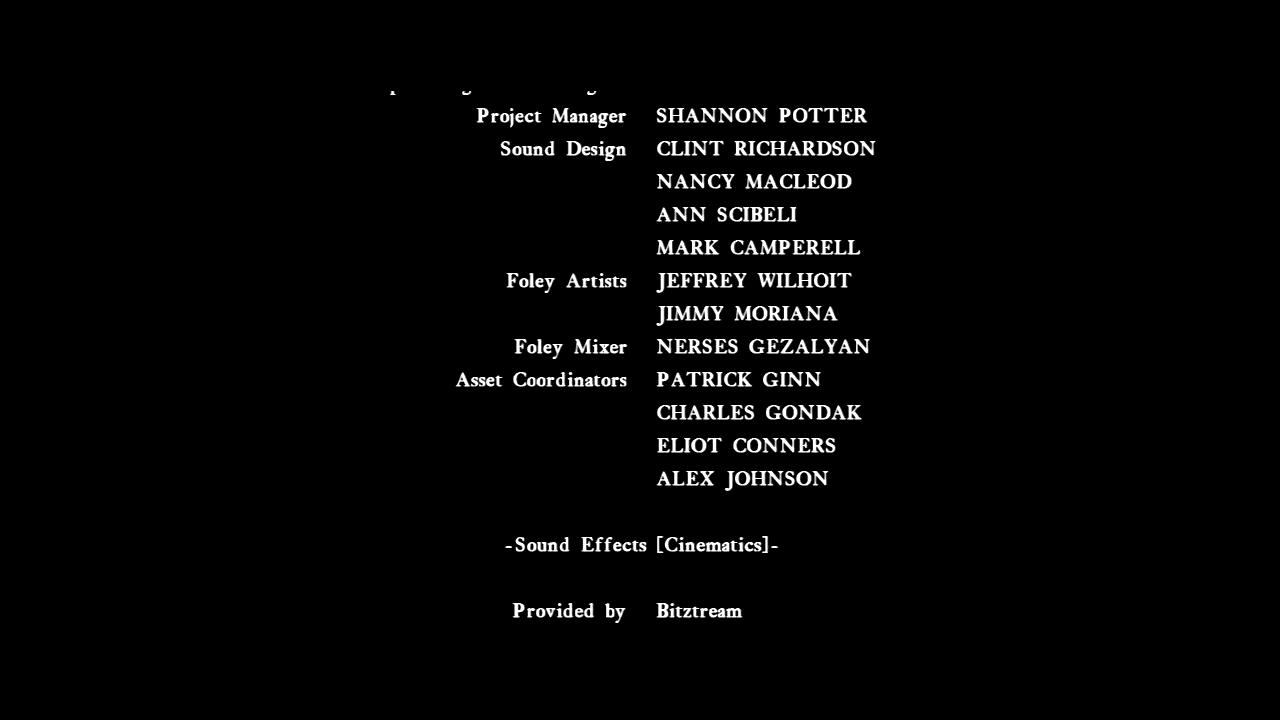 Project Manager SHANNON POTTER
Sound Design CLINT RICHARDSON
NANCY MACLEOD
ANN SCIBELI
MARK CAMPERELL
Foley Artists JEFFREY WILHOIT
JIMMY MORIANA
Foley Mixer NERSES GEZALYAN
Asset Coordinators PATRICK GINN
CHARLES GONDAK
ELIOT CONNERS
ALEX JOHNSON
-Sound Effects [Cinematics]-
Provided by Bitztream